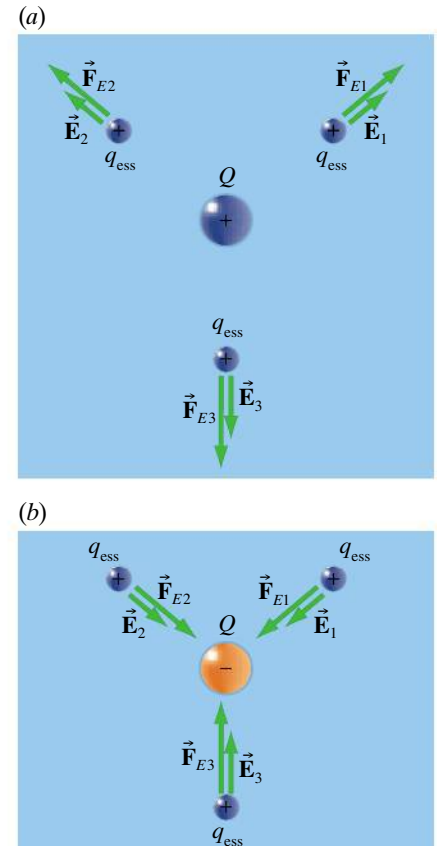 (a)
F⃗E2
F⃗E1
E⃗2
E⃗1
+
+
qess
qess
Q
+
qess
+
F⃗E3
E⃗3
(b)
qess
qess
+
+
F⃗E2
F⃗E1
E⃗2
Q
E⃗1
−
F⃗E3
E⃗3
+
qess